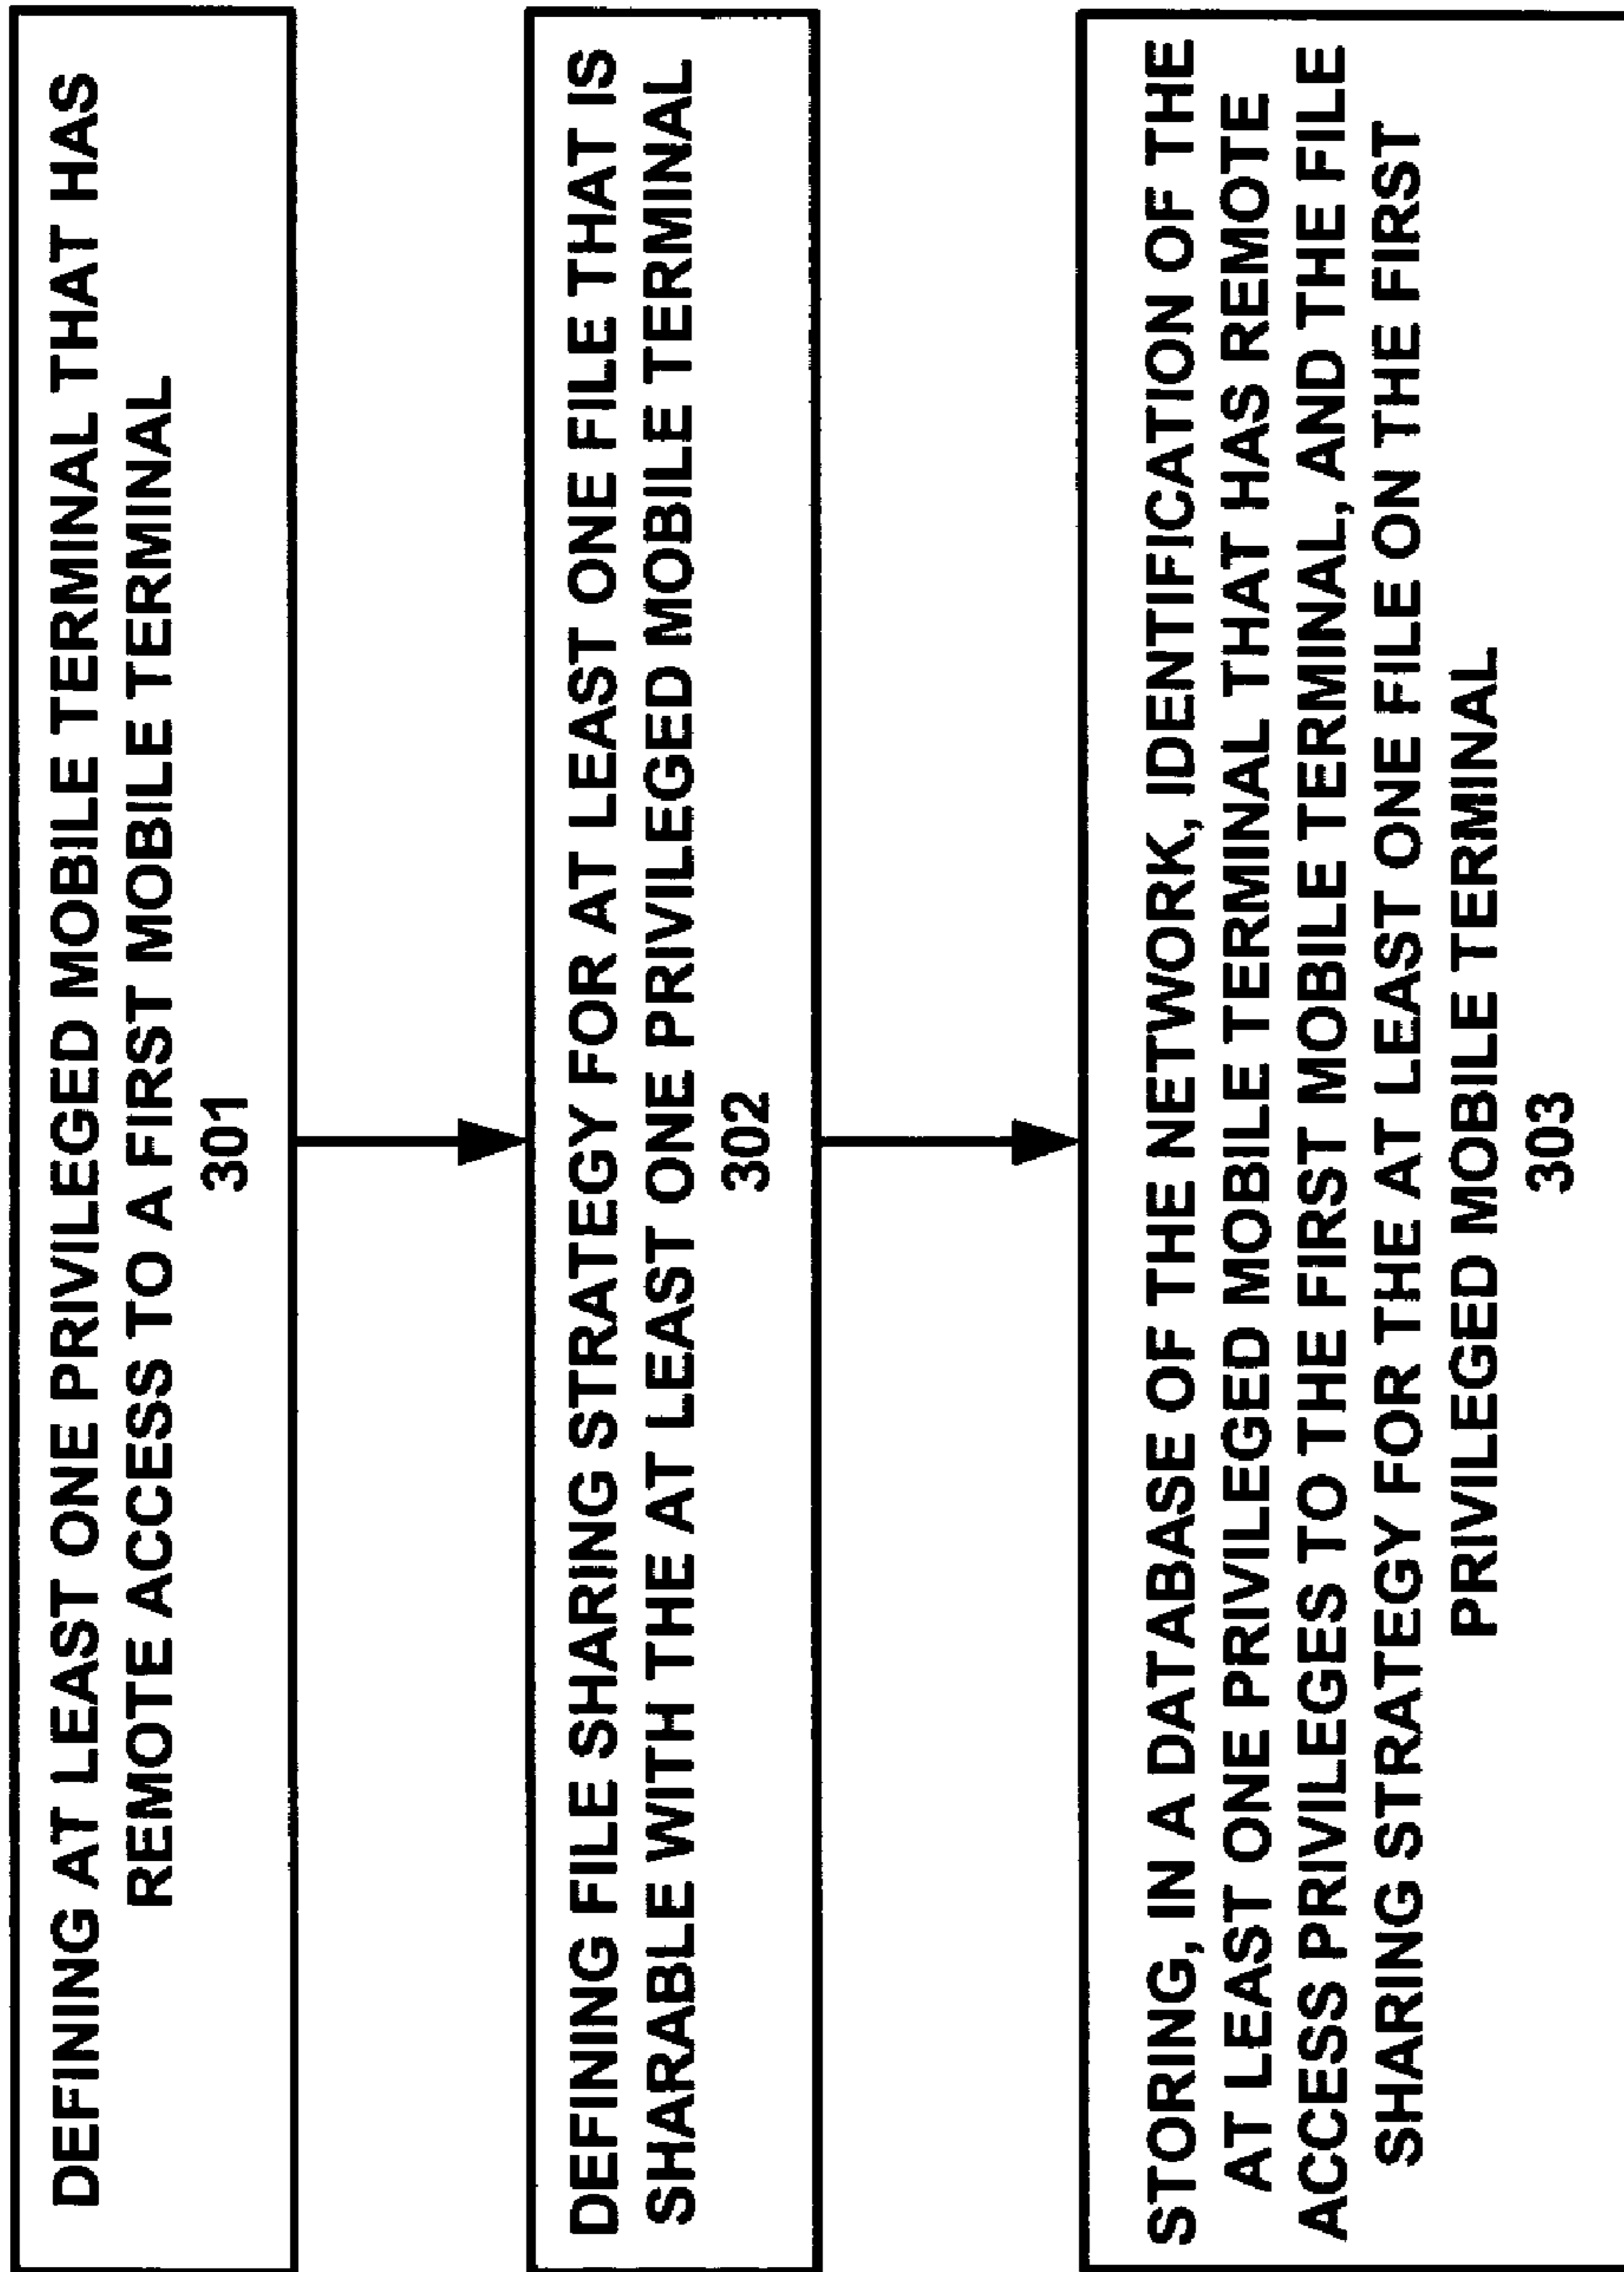 DEFINING AT LEAST ONE PRIVILEGED MOBILE TERMINAL THAT HAS
REMOTE ACCESS TO A FIRST MOBILE TERMINAL
301
DEFINING FILE SHARING STRATEGY FOR AT LEAST ONE FILE THAT IS
SHARABLE WITH THE AT LEAST ONE PRIVILEGED MOBILE TERMINAL
302
STORING, IN A DATABASE OF THE NETWORK, IDENTIFICATION OF THE
AT LEAST ONE PRIVILEGED MOBILE TERMINAL THAT HAS REMOTE
ACCESS PRIVILEGES TO THE FIRST MOBILE TERMINAL, AND THE FILE
SHARING STRATEGY FOR THE AT LEAST ONE FILE ON THE FIRST
PRIVILEGED MOBILE TERMINAL
303